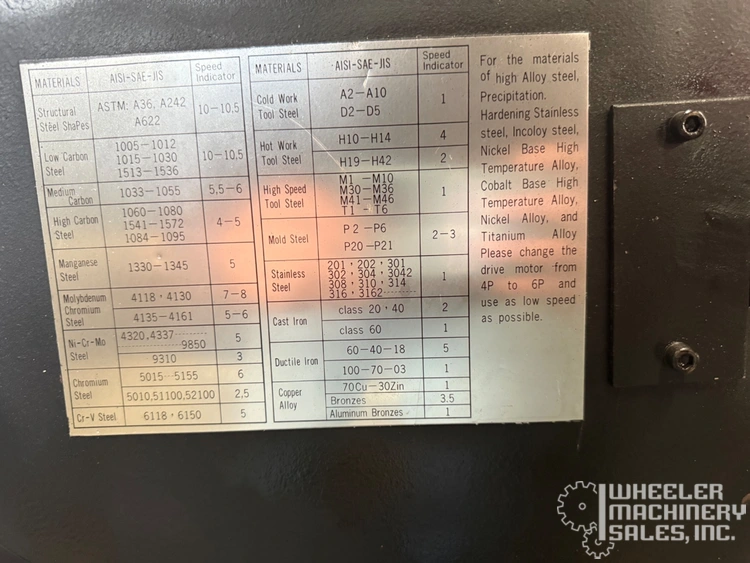 MATERIALS AISI-SAE-JIS Speed Indicator
Structural Steel ShaPes ASTM: A36, A242 A622 10-10.5
Low Carbon Steel 1005-1012 1015-1030 1513-1536 10-10.5
Medium Carbon 1033-1055 5,5-6
High Carbon Steel 1060-1080 1541-1572 1084-1095 4-5
Manganese Steel 1330-1345 5
Molybdenum Chromium Steel 4118·4130 7-8
4135-4161 5-6
Ni-Cr-Mo Steel 4320,4337--------9850 5
9310 3
Chromium Steel 5015-5155 6
5010,51100,52100 2,5
Cr-V Steel 6118·6150 5
MATERIALS AISI-SAE-JIS Speed Indicator
Cold Work Tool Steel A2-A10 D2-D5 1
Hot Work Tool Steel H10-H14 4
H19-H42 2
High Speed Tool Steel M1-M10 M30-M36 M41-M46 T1-T6 1
Mold Steel P2-P6 P20-P21 2-3
Stainless Steel 201·202·301 302·304·3042 308·310·314 316·3162-------- 1
Cast Iron class 20·40 2
class 60 1
Ductile Iron 60-40-18 5
100-70-03 1
Copper Alloy 70Cu-30Zin 1
Bronzes 3.5
Aluminum Bronzes 1
For the materials
of high Alloy steel,
Precipitation.
Hardening Stainless
steel, Incoloy steel,
Nickel Base High
Temperature Alloy,
Cobalt Base High
Temperature Alloy,
Nickel Alloy, and
Titanium Alloy
Please change the
drive motor from
4P to 6P and
use as low speed
as possible.
WHEELER
MACHINERY
SALES, INC.